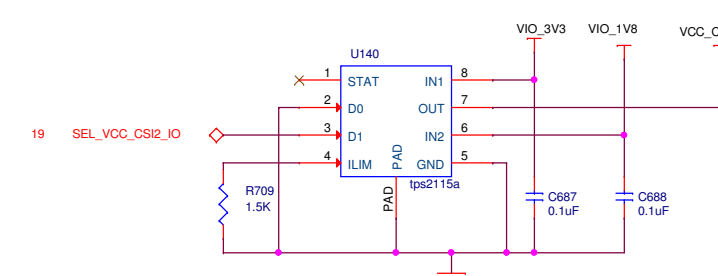 VIO_3V3
VIO_1V8
U140
1
STAT
IN1
8
2
D0
OUT
7
19
SEL_VCC_CSI2_IO
3
D1
IN2
6
4
ILIM
PAD
GND
5
tps2115a
PAD
R709
1.5K
C687
0.1uF
C688
0.1uF